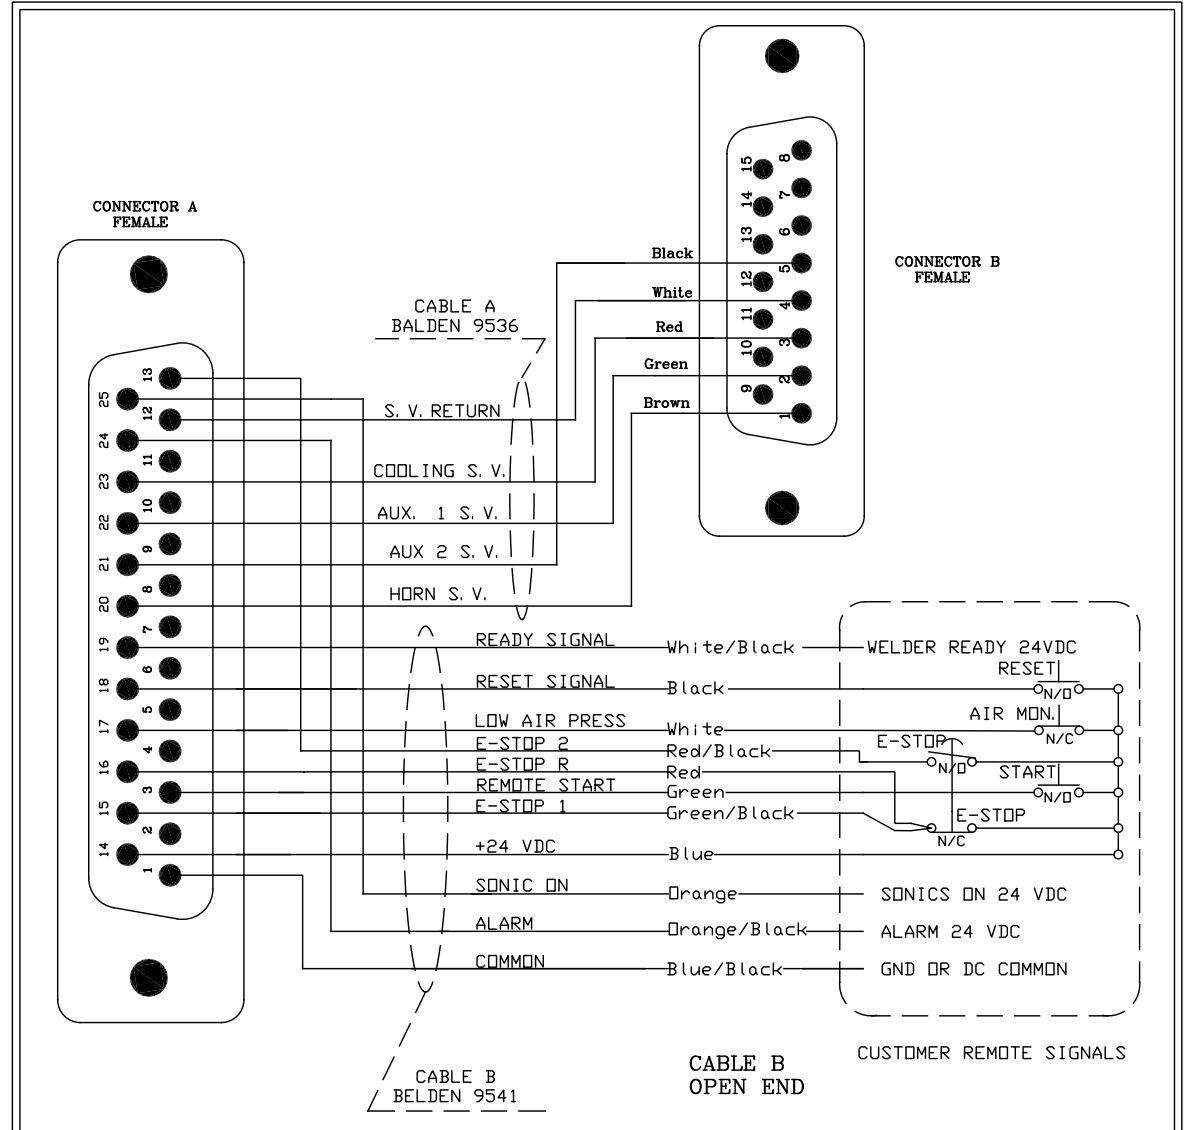 CONNECTOR A
FEMALE
CONNECTOR B
FEMALE
15
14
13
12
11
10
9
8
7
6
5
4
3
2
1
Black
White
Red
Green
Brown
CABLE A
BALDEN 9536
25
24
23
22
21
20
19
18
17
16
15
14
13
12
11
10
9
8
7
6
5
4
3
2
1
S. V. RETURN
COOLING S. V.
AUX. 1 S. V.
AUX 2 S. V.
HORN S. V.
READY SIGNAL White/Black WELDER READY 24VDC
RESET
RESET SIGNAL Black N/O
AIR MON.
LOW AIR PRESS White N/C
E-STOP
E-STOP 2 Red/Black N/O
E-STOP R Red
START
REMOTE START Green N/O
E-STOP
E-STOP 1 Green/Black N/C
+24 VDC Blue
SONIC ON Orange SONICS ON 24 VDC
ALARM Orange/Black ALARM 24 VDC
COMMON Blue/Black GND OR DC COMMON
CUSTOMER REMOTE SIGNALS
CABLE B
OPEN END
CABLE B
BELDEN 9541